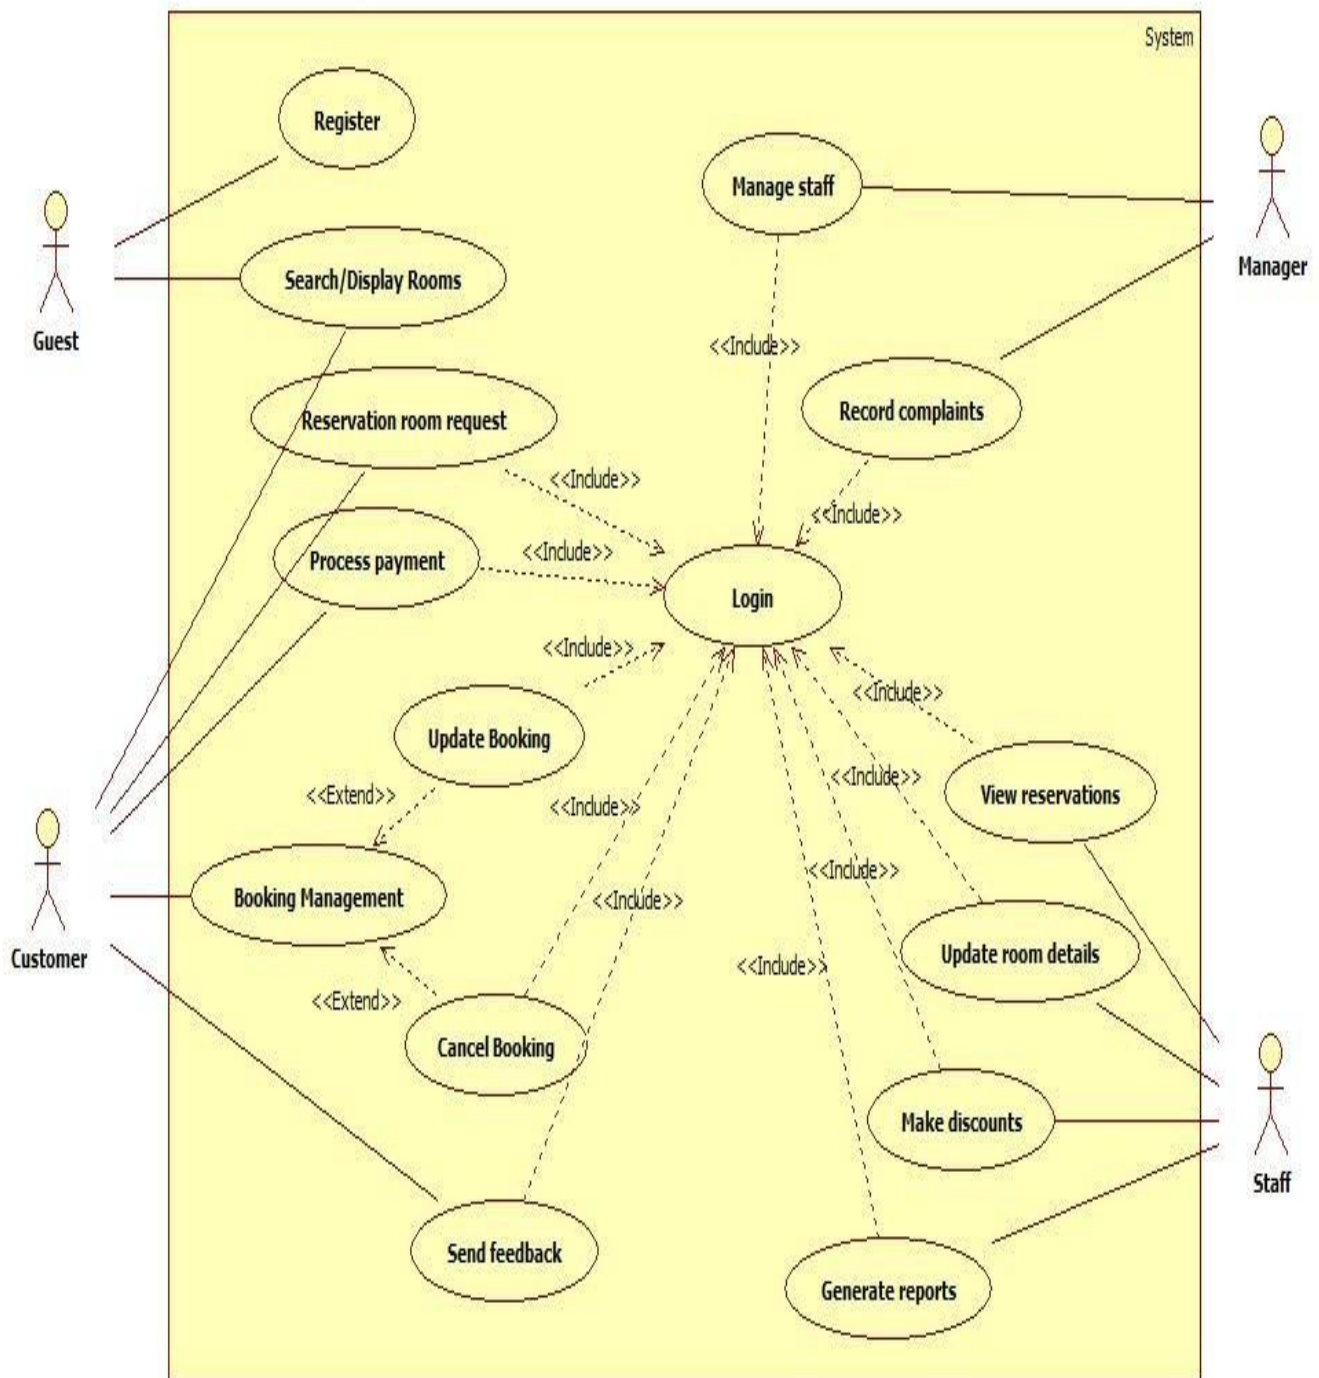 System
Register
Manage staff
Manager
Search/Display Rooms
Guest
<<Include>>
Record complaints
Reservation room request
<<Include>>
<<Include>>
<<Include>>
Process payment
Login
<<Include>>
<<Include>>
Update Booking
<<Include>>
<<Extend>>
<<Include>>
View reservations
<<Include>>
Booking Management
<<Include>>
Update room details
Customer
<<Include>>
<<Extend>>
Cancel Booking
Make discounts
Staff
Send feedback
Generate reports